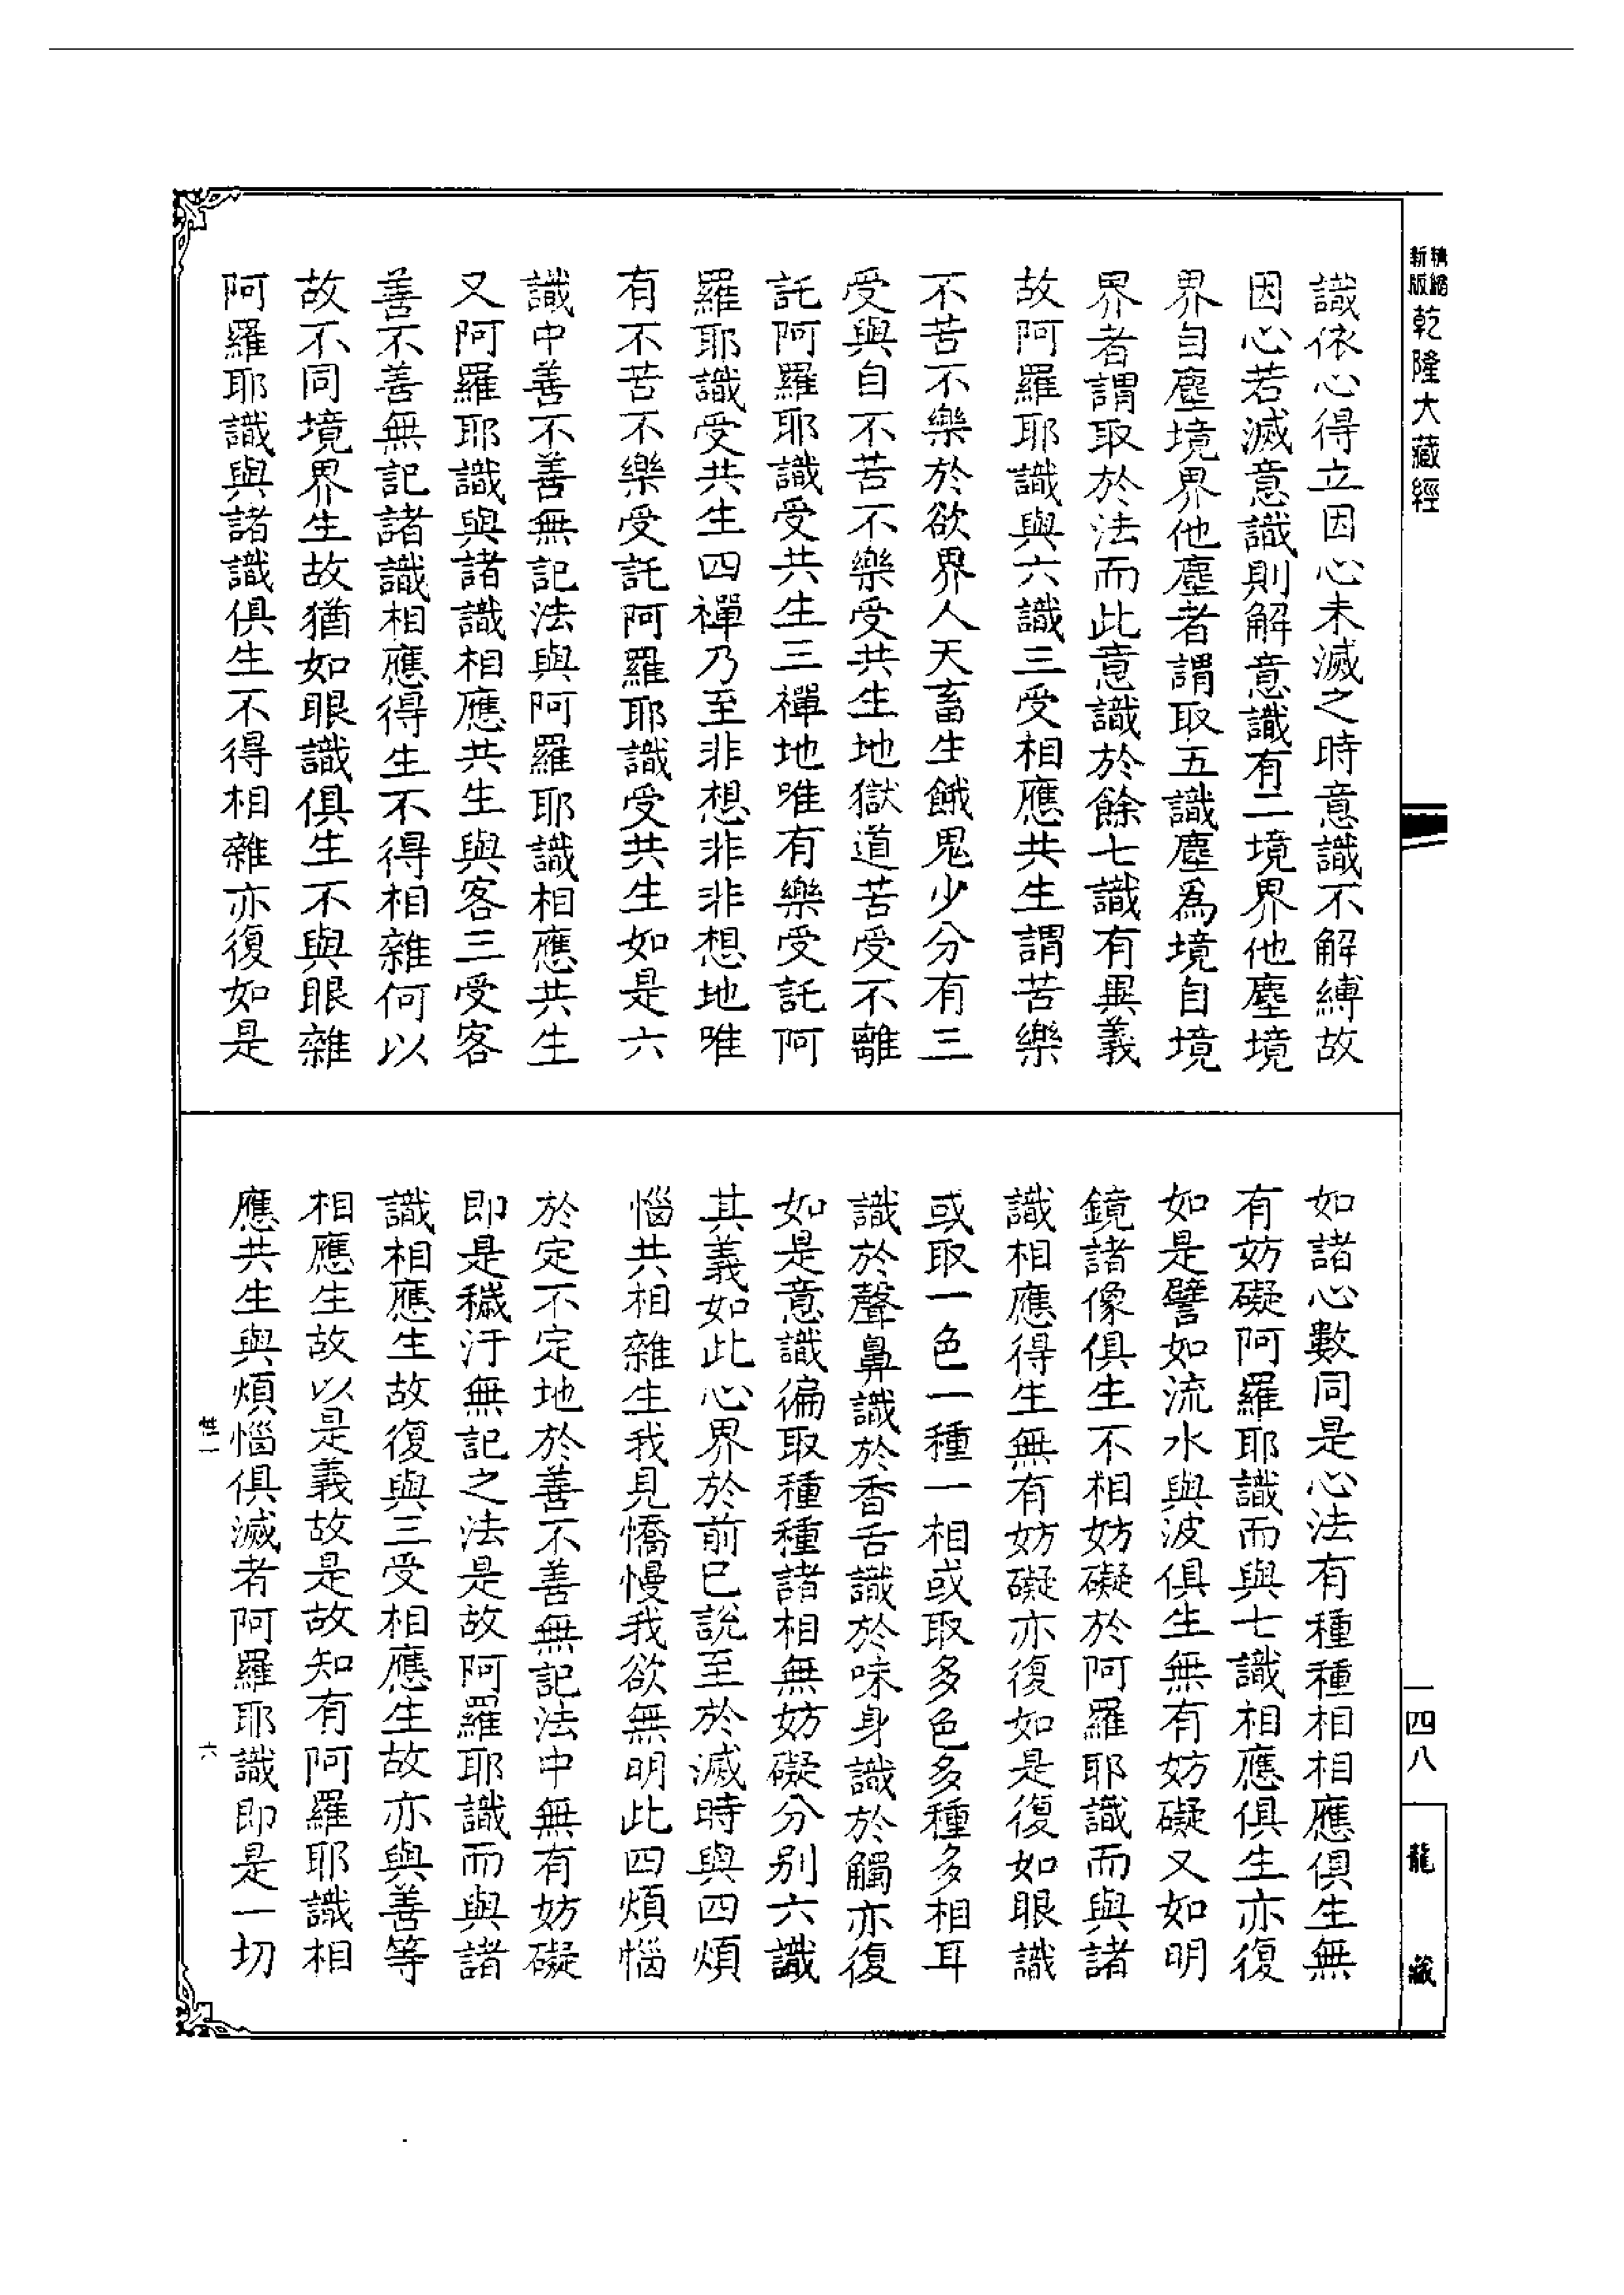 精縮新版乾隆大藏經
識依心得立因心未滅之時意識不解縛故
因心若滅意識則解意識有二境界他塵境
界自塵境界他塵者謂取五識塵爲境自境
界者謂取於法而此意識於餘七識有異義
故阿羅耶識與六識三受相應共生謂苦樂
不苦不樂於欲界人天畜生餓鬼少分有三
受與自不苦不樂受共生地獄道苦受不離
託阿羅耶識受共生三禪地唯有樂受託阿
羅耶識受共生四禪乃至非想非非想地唯
有不苦不樂受託阿羅耶識受共生如是六
識中善不善無記法與阿羅耶識相應共生
又阿羅耶識與諸識相應共生與客三受客
善不善無記諸識相應得生不得相雜何以
故不同境界生故猶如眼識俱生不與眼雜
阿羅耶識與諸識俱生不得相雜亦復如是
如諸心數同是心法有種種相相應俱生無
有妨礙阿羅耶識而與七識相應俱生亦復
如是譬如流水與波俱生無有妨礙又如明
鏡諸像俱生不相妨礙於阿羅耶識而與諸
識相應得生無有妨礙亦復如是復如眼識
或取一色一種一相或取多色多種多相耳
識於聲鼻識於香舌識於味身識於觸亦復
如是意識徧取種種諸相無妨礙分別六識
其義如此心界於前已說至於滅時與四煩
惱共相雜生我見憍慢我欲無明此四煩惱
於定不定地於善不善無記法中無有妨礙
即是穢汙無記之法是故阿羅耶識而與諸
識相應生故復與三受相應生故亦與善等
相應生故以是義故是故知有阿羅耶識相
應共生與煩惱俱滅者阿羅耶識即是一切
性一
六
一四八
龍藏